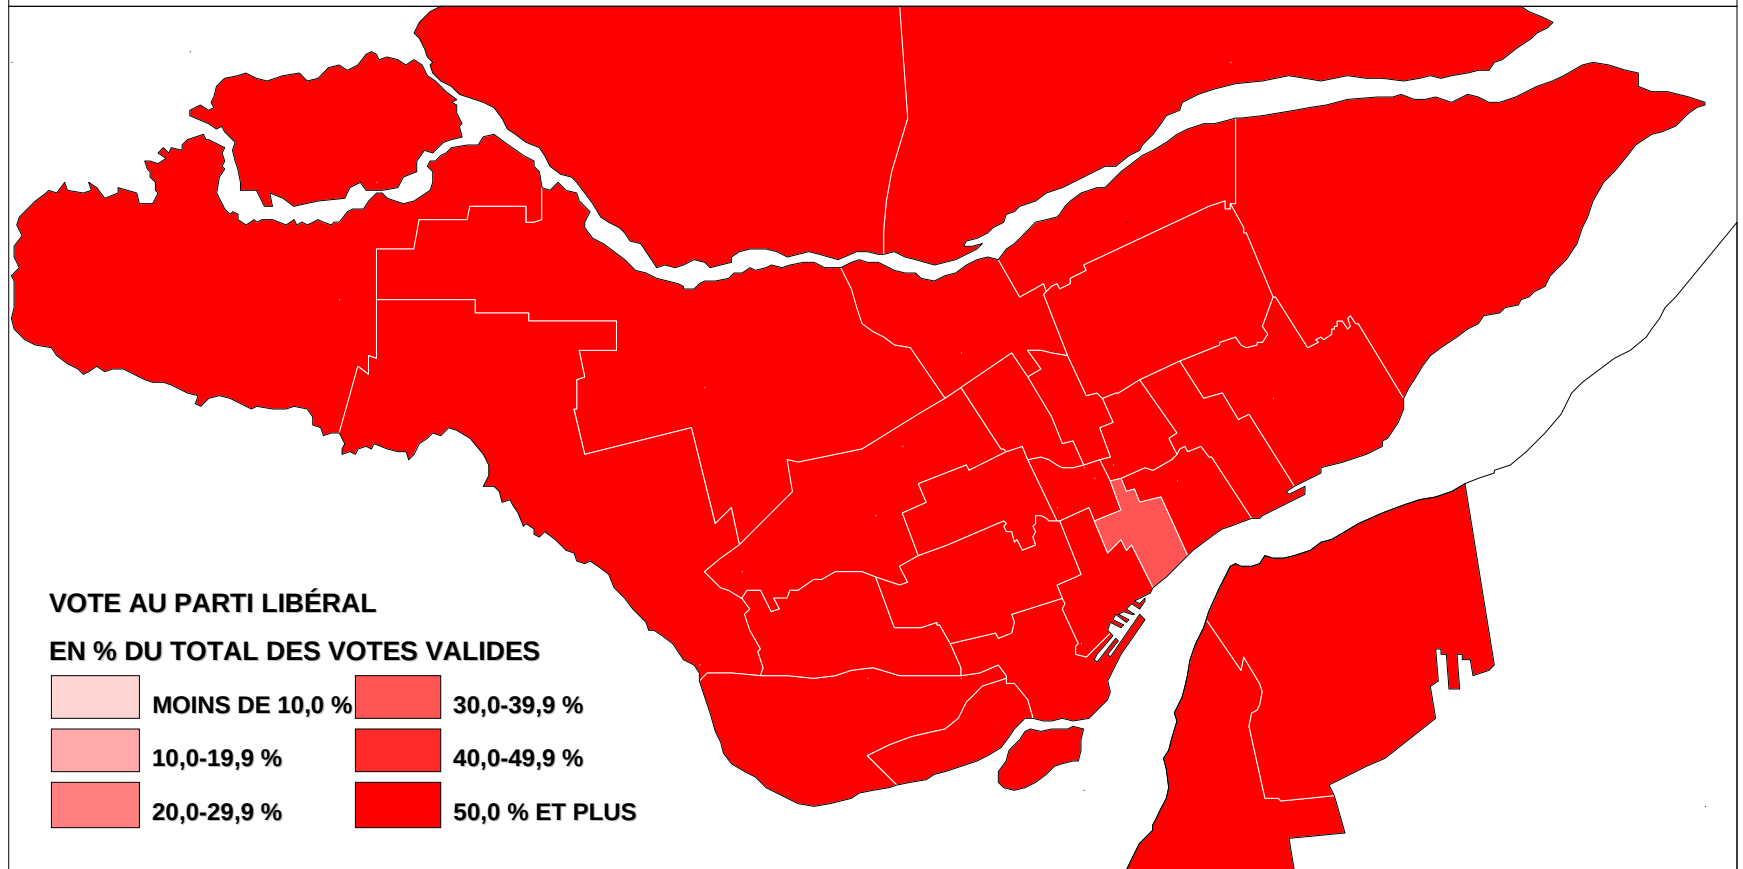 VOTE AU PARTI LIBÉRAL
EN % DU TOTAL DES VOTES VALIDES
MOINS DE 10,0 %
30,0-39,9 %
10,0-19,9 %
40,0-49,9 %
20,0-29,9 %
50,0 % ET PLUS